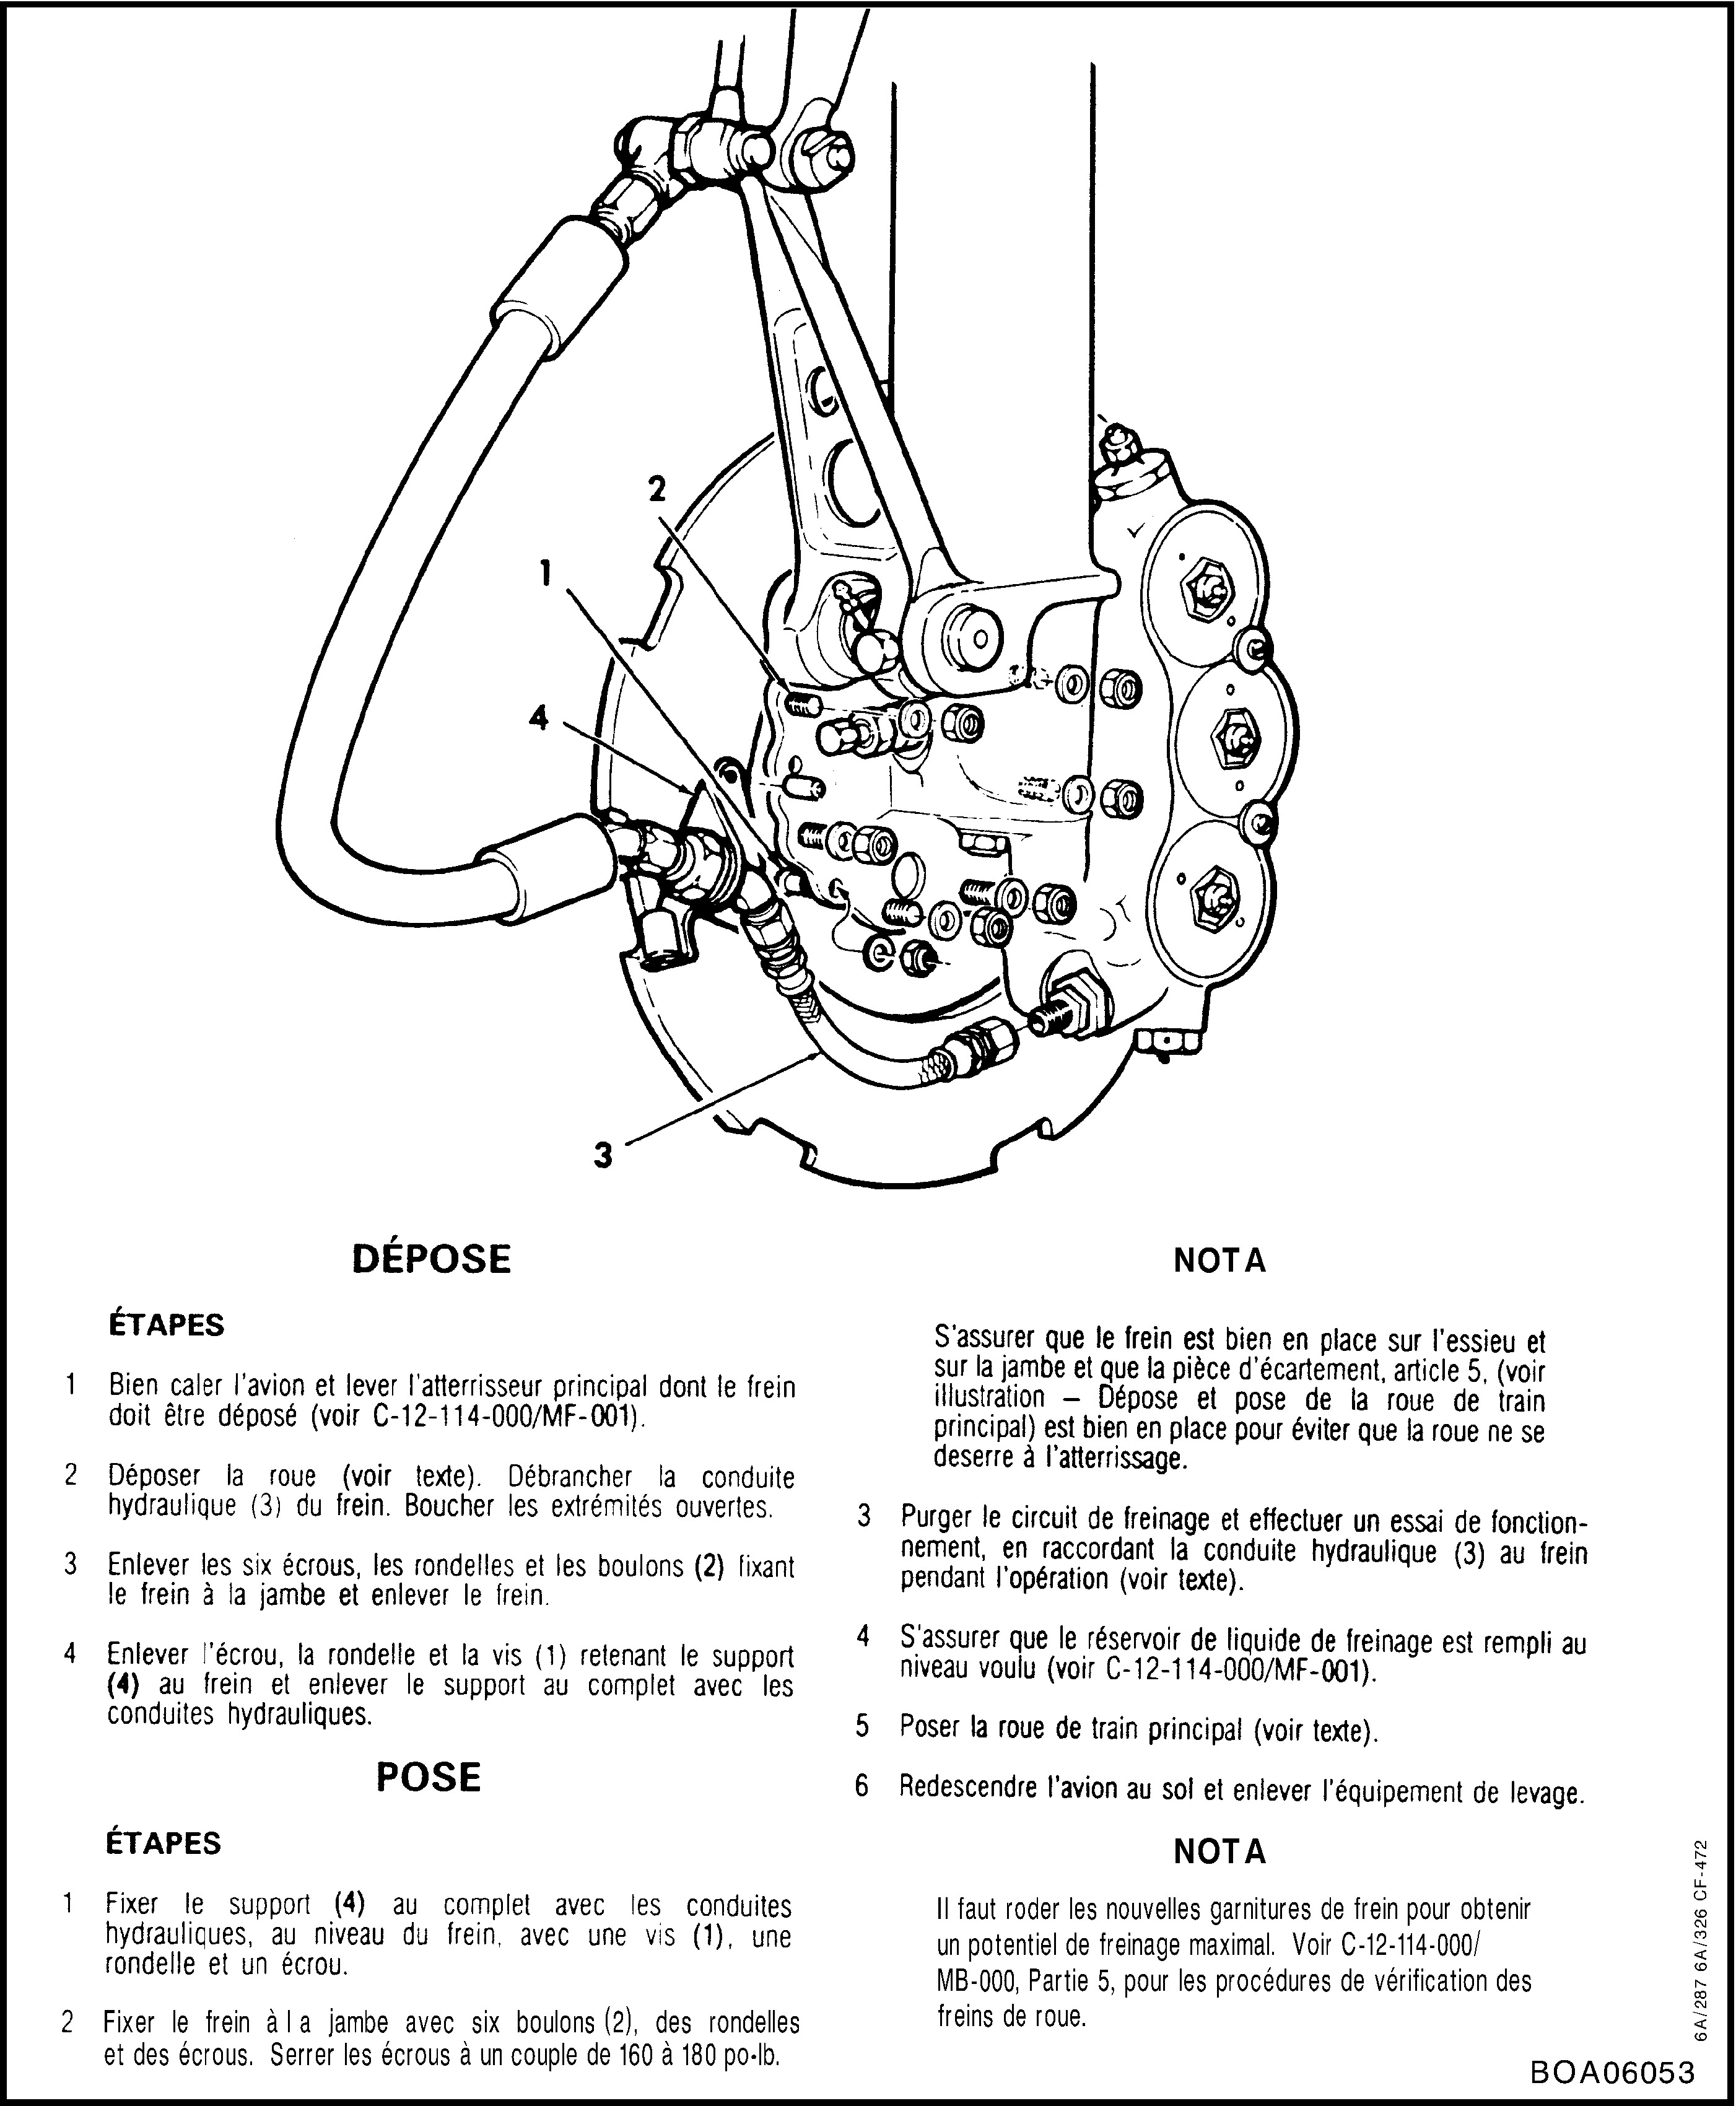 2
1
4
3
DÉPOSE
ÉTAPES
1 Bien caler l'avion et lever l'atterrisseur principal dont le frein
doit être déposé (voir C-12-114-000/MF-001).
2 Déposer la roue (voir texte). Débrancher la conduite
hydraulique (3) du frein. Boucher les extrémités ouvertes.
3 Enlever les six écrous, les rondelles et les boulons (2) fixant
le frein à la jambe et enlever le frein.
4 Enlever l'écrou, la rondelle et la vis (1) retenant le support
(4) au frein et enlever le support au complet avec les
conduites hydrauliques.
POSE
ÉTAPES
1 Fixer le support (4) au complet avec les conduites
hydrauliques, au niveau du frein, avec une vis (1), une
rondelle et un écrou.
2 Fixer le frein à la jambe avec six boulons (2), des rondelles
et des écrous. Serrer les écrous à un couple de 160 à 180 po•lb.
NOTA
S'assurer que le frein est bien en place sur l'essieu et
sur la jambe et que la pièce d'écartement, article 5, (voir
illustration – Dépose et pose de la roue de train
principal) est bien en place pour éviter que la roue ne se
deserre à l'atterrissage.
3 Purger le circuit de freinage et effectuer un essai de fonction-
nement, en raccordant la conduite hydraulique (3) au frein
pendant l'opération (voir texte).
4 S'assurer que le réservoir de liquide de freinage est rempli au
niveau voulu (voir C-12-114-000/MF-001).
5 Poser la roue de train principal (voir texte).
6 Redescendre l'avion au sol et enlever l'équipement de levage.
NOTA
Il faut roder les nouvelles garnitures de frein pour obtenir
un potentiel de freinage maximal. Voir C-12-114-000/
MB-000, Partie 5, pour les procédures de vérification des
freins de roue.
6A/287 6A/326 CF-472
BOA06053